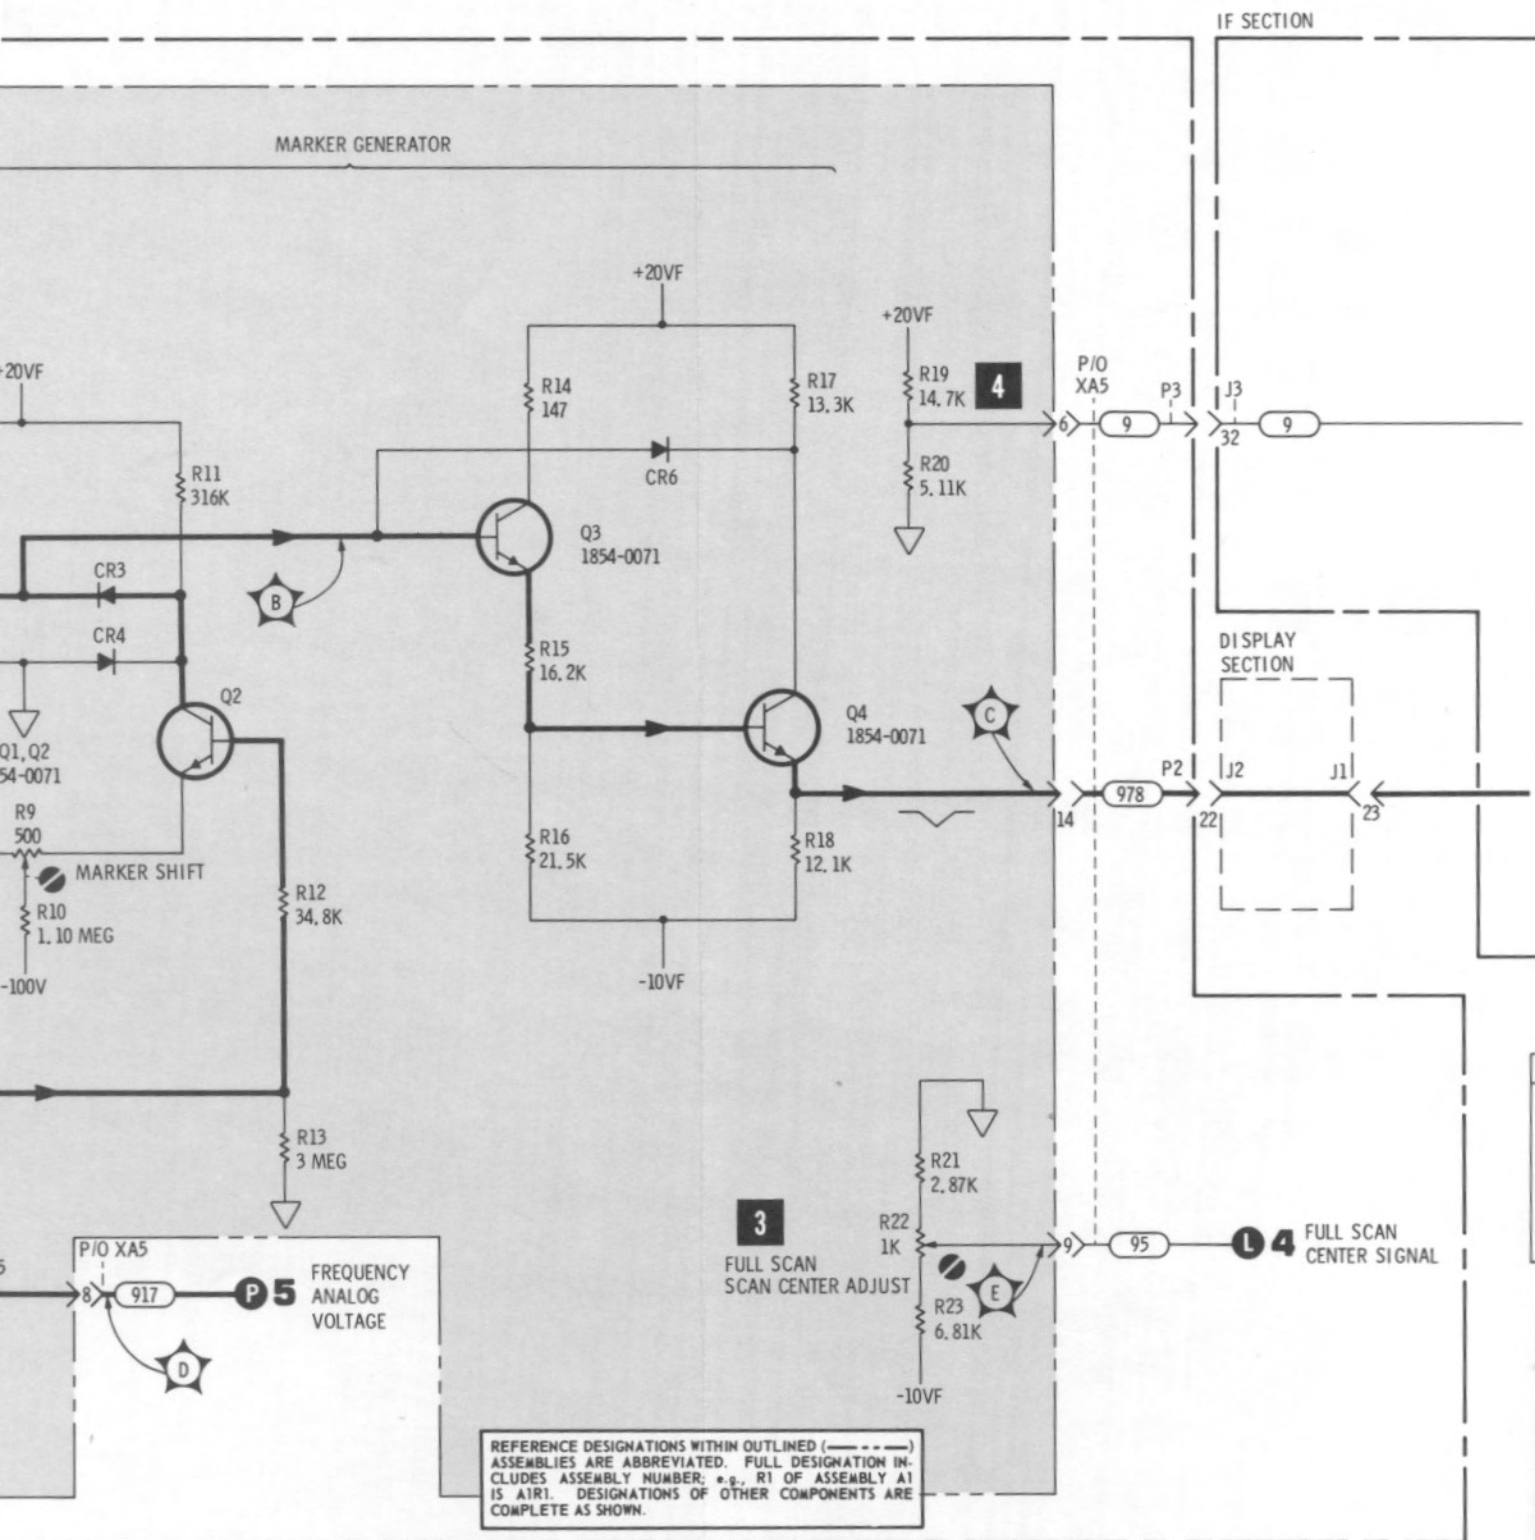 IF SECTION
MARKER GENERATOR
+20VF
+20VF
+20VF
R14
147
R17
13.3K
R19
14.7K
4
P/O
XA5
P3
J3
6
9
32
9
R11
316K
CR6
R20
5.11K
Q3
1854-0071
CR3
B
CR4
R15
16.2K
DISPLAY
SECTION
Q2
Q4
1854-0071
C
Q1, Q2
54-0071
P2
J2
J1
14
978
22
23
R9
500
MARKER SHIFT
R16
21.5K
R18
12.1K
R10
1.10 MEG
R12
34.8K
-100V
-10VF
R13
3 MEG
R21
2.87K
3
FULL SCAN
SCAN CENTER ADJUST
R22
1K
9
95
L 4
FULL SCAN
CENTER SIGNAL
E
R23
6.81K
-10VF
P/O XA5
8
917
P 5
FREQUENCY
ANALOG
VOLTAGE
D
REFERENCE DESIGNATIONS WITHIN OUTLINED (—— - - ——)
ASSEMBLIES ARE ABBREVIATED. FULL DESIGNATION IN-
CLUDES ASSEMBLY NUMBER; e.g., R1 OF ASSEMBLY A1
IS A1R1. DESIGNATIONS OF OTHER COMPONENTS ARE
COMPLETE AS SHOWN.